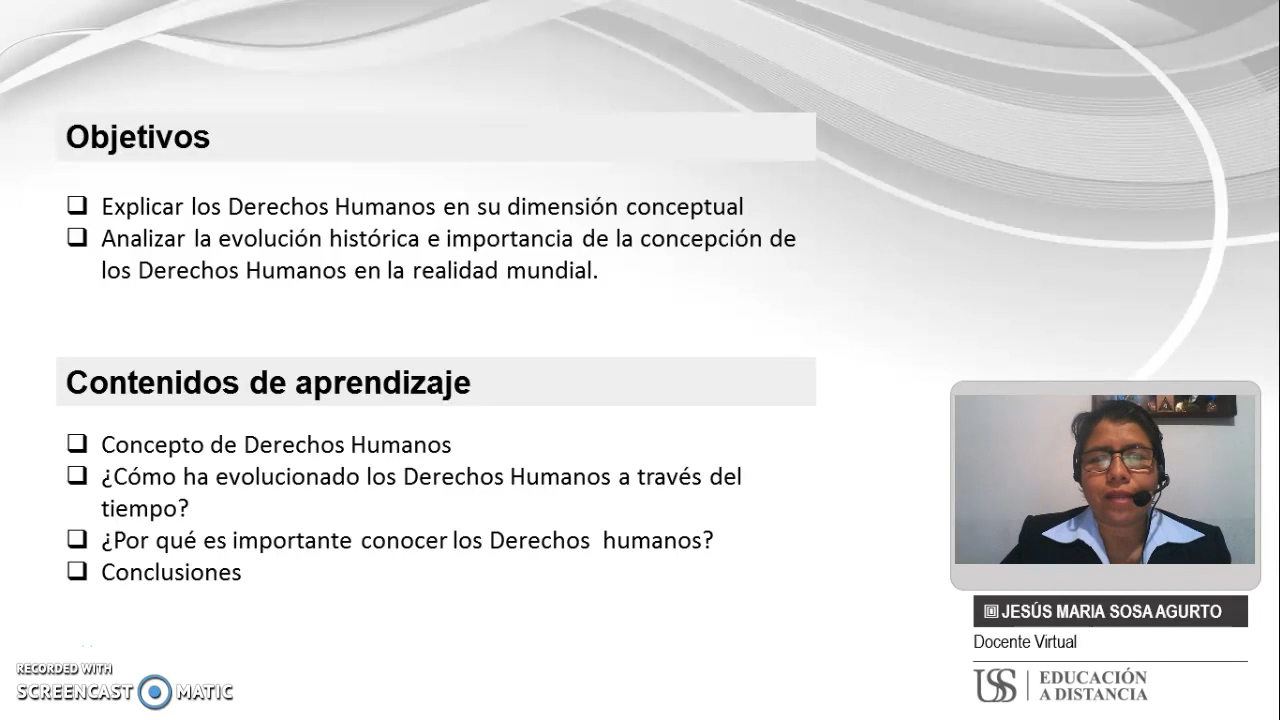 Objetivos
Explicar los Derechos Humanos en su dimensión conceptual
Analizar la evolución histórica e importancia de la concepción de
los Derechos Humanos en la realidad mundial.
Contenidos de aprendizaje
Concepto de Derechos Humanos
¿Cómo ha evolucionado los Derechos Humanos a través del
tiempo?
¿Por qué es importante conocer los Derechos humanos?
Conclusiones
JESÚS MARIA SOSA AGURTO
Docente Virtual
USS EDUCACIÓN
A DISTANCIA
RECORDED WITH
SCREENCAST MATIC